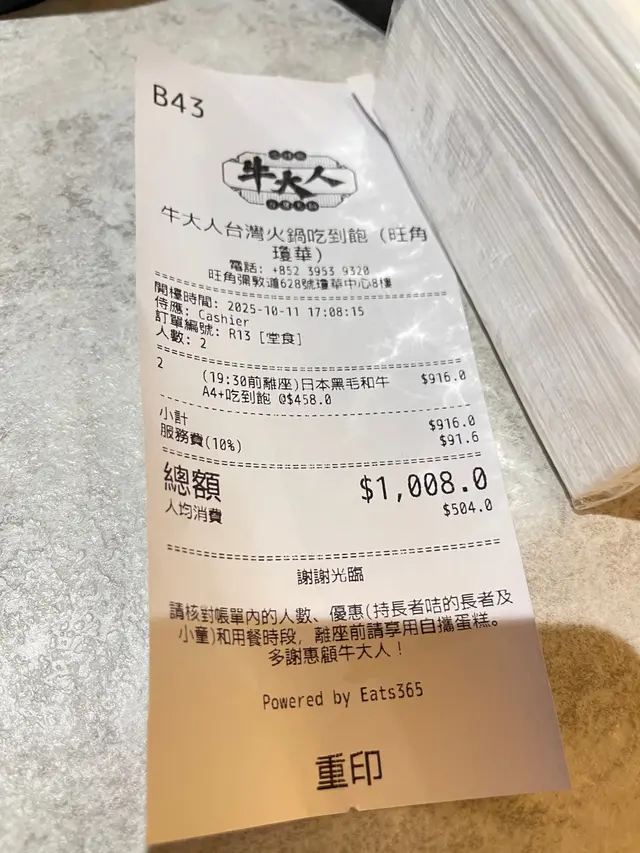 B43
牛大人
牛大人台灣火鍋吃到飽 (旺角
瓊華)
電話: +852 3953 9320
旺角彌敦道628號瓊華中心8樓
開檯時間: 2025-10-11 17:08:15
侍應: Cashier
訂單編號: R13 [堂食]
人數: 2
2 (19:30前離座)日本黑毛和牛 $916.0
A4+吃到飽 @$458.0
小計 $916.0
服務費(10%) $91.6
總額 $1,008.0
人均消費 $504.0
謝謝光臨
請核對帳單內的人數、優惠(持長者咭的長者及
小童)和用餐時段, 離座前請享用自攜蛋糕。
多謝惠顧牛大人!
Powered by Eats365
重印